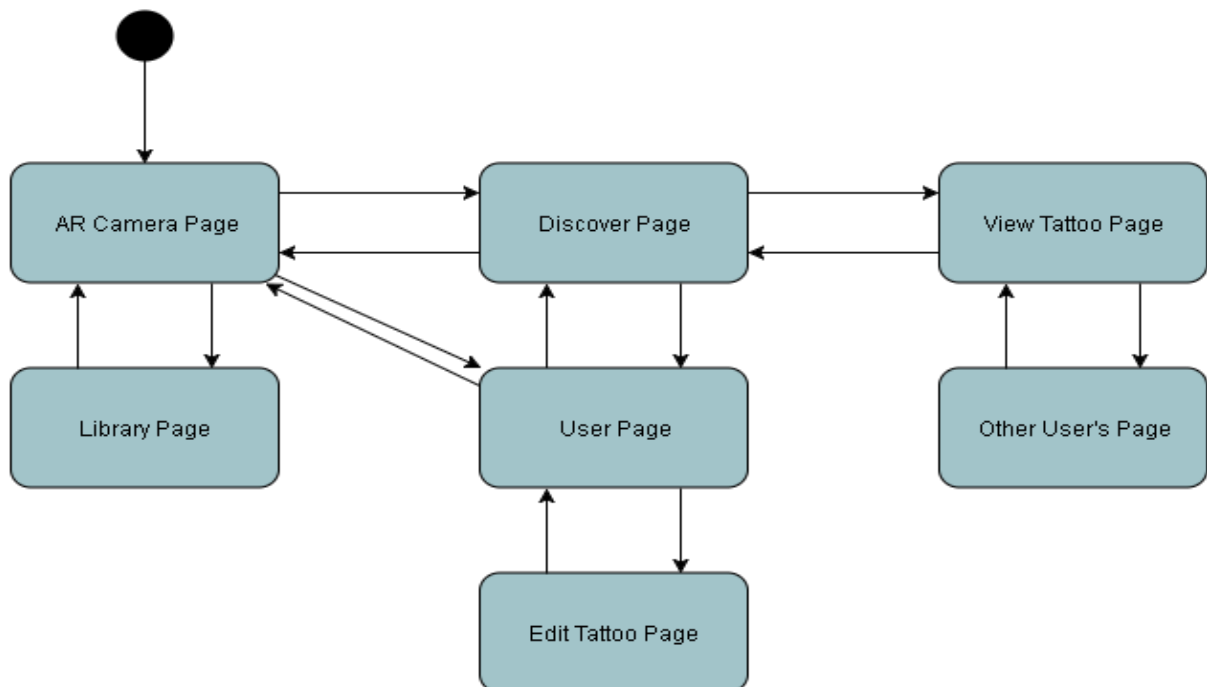 AR Camera Page
Discover Page
View Tattoo Page
Library Page
User Page
Other User's Page
Edit Tattoo Page